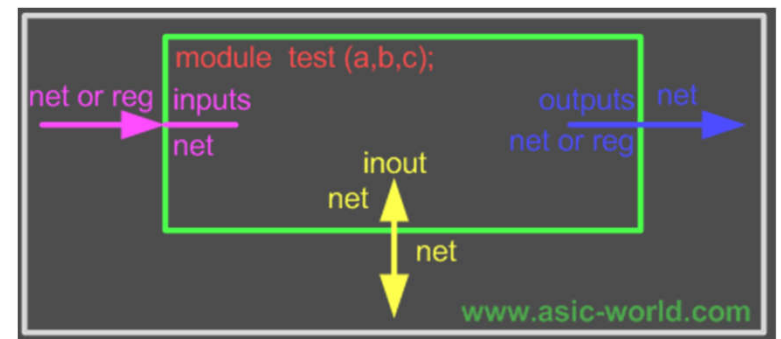 module test (a,b,c);
net or reg inputs outputs net
net net or reg
inout
net
net
www.asic-world.com